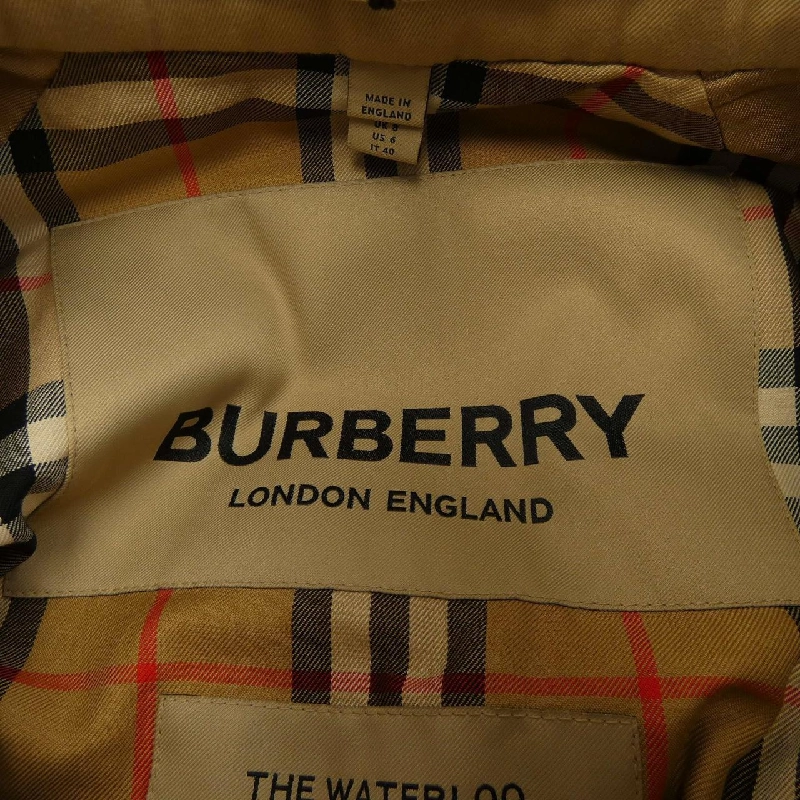 MADE IN
ENGLAND
UK 8
US 6
IT 40
BURBERRY
LONDON ENGLAND
THE WATERLOO